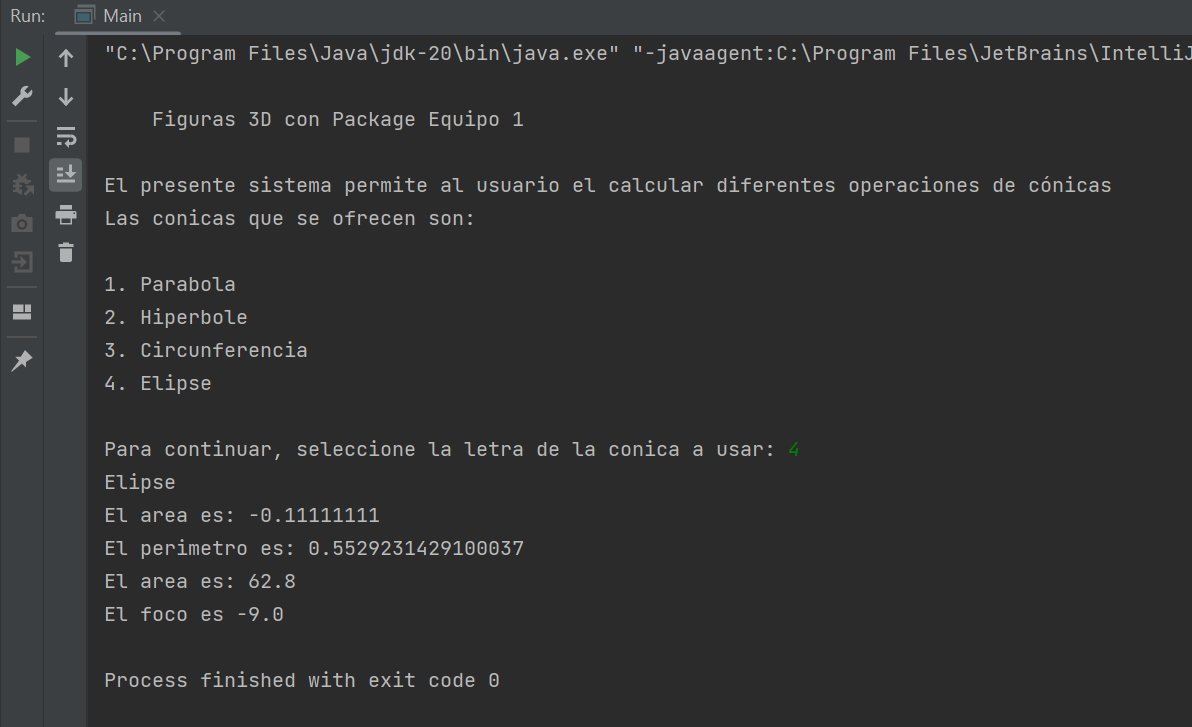 Run: Main
"C:\Program Files\Java\jdk-20\bin\java.exe" "-javaagent:C:\Program Files\JetBrains\IntelliJ
Figuras 3D con Package Equipo 1
El presente sistema permite al usuario el calcular diferentes operaciones de cónicas
Las conicas que se ofrecen son:
1. Parabola
2. Hiperbole
3. Circunferencia
4. Elipse
Para continuar, seleccione la letra de la conica a usar: 4
Elipse
El area es: -0.11111111
El perimetro es: 0.5529231429100037
El area es: 62.8
El foco es -9.0
Process finished with exit code 0